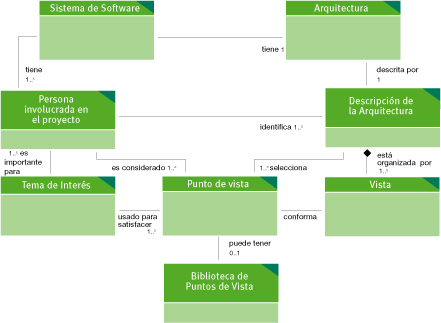 Sistema de Software
Arquitectura
tiene 1
tiene
1..*
descrita por
1
Persona
involucrada en
el proyecto
Descripción de
la Arquitectura
identifica 1..*
1..* es
importante
para
es considerado 1..*
1..* selecciona
está
organizada por
1..*
Tema de Interés
Punto de vista
Vista
usado para
satisfacer
1..*
conforma
puede tener
0..1
Biblioteca de
Puntos de Vista